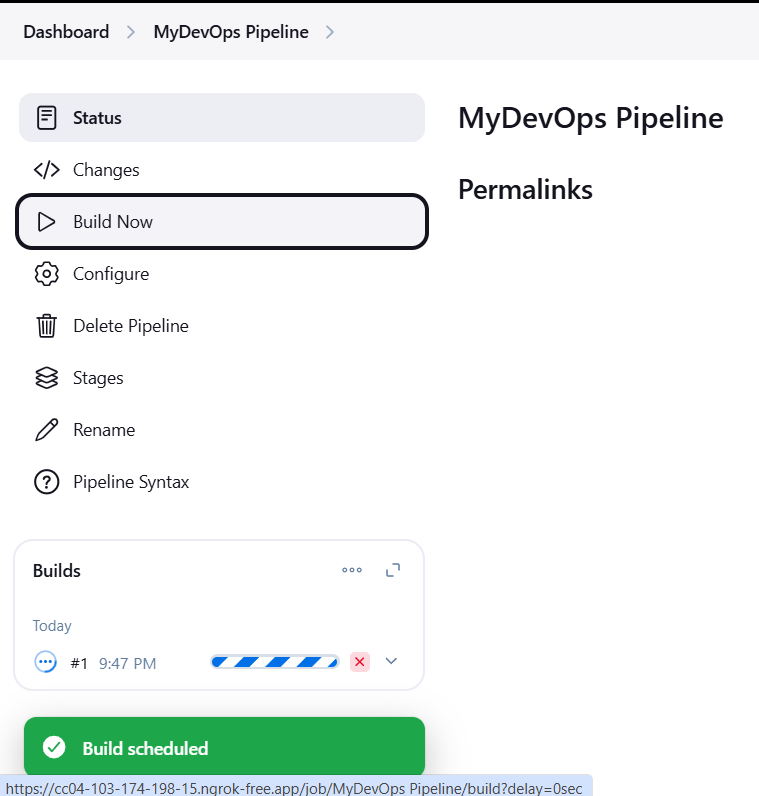 Dashboard > MyDevOps Pipeline >
Status
MyDevOps Pipeline
Changes
Permalinks
Build Now
Configure
Delete Pipeline
Stages
Rename
Pipeline Syntax
Builds
Today
#1 9:47 PM
Build scheduled
https://cc04-103-174-198-15.ngrok-free.app/job/MyDevOps Pipeline/build?delay=0sec